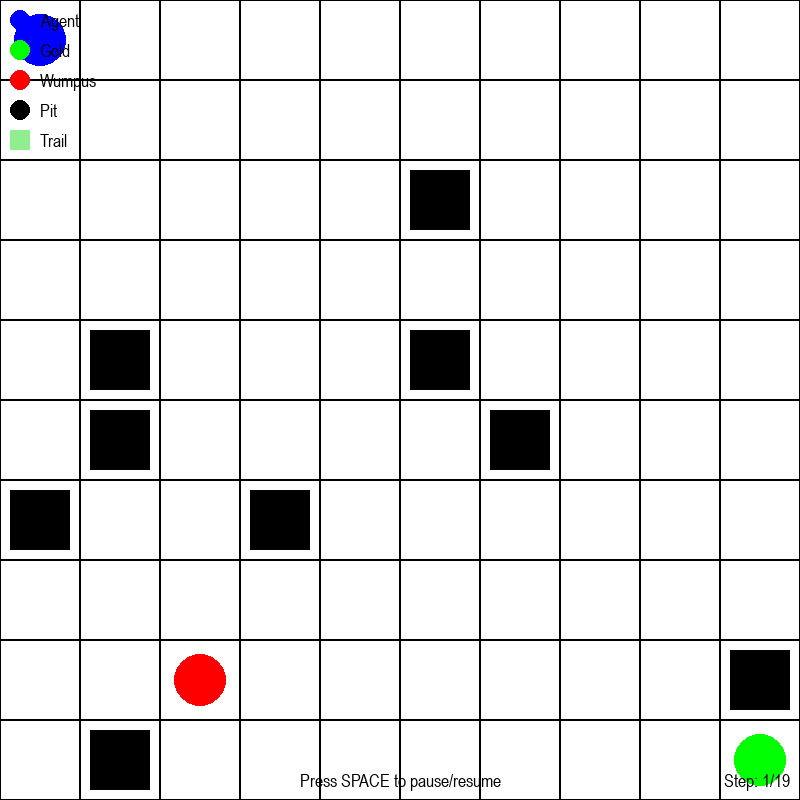 Agent
Gold
Wumpus
Pit
Trail
Press SPACE to pause/resume
Step: 1/19